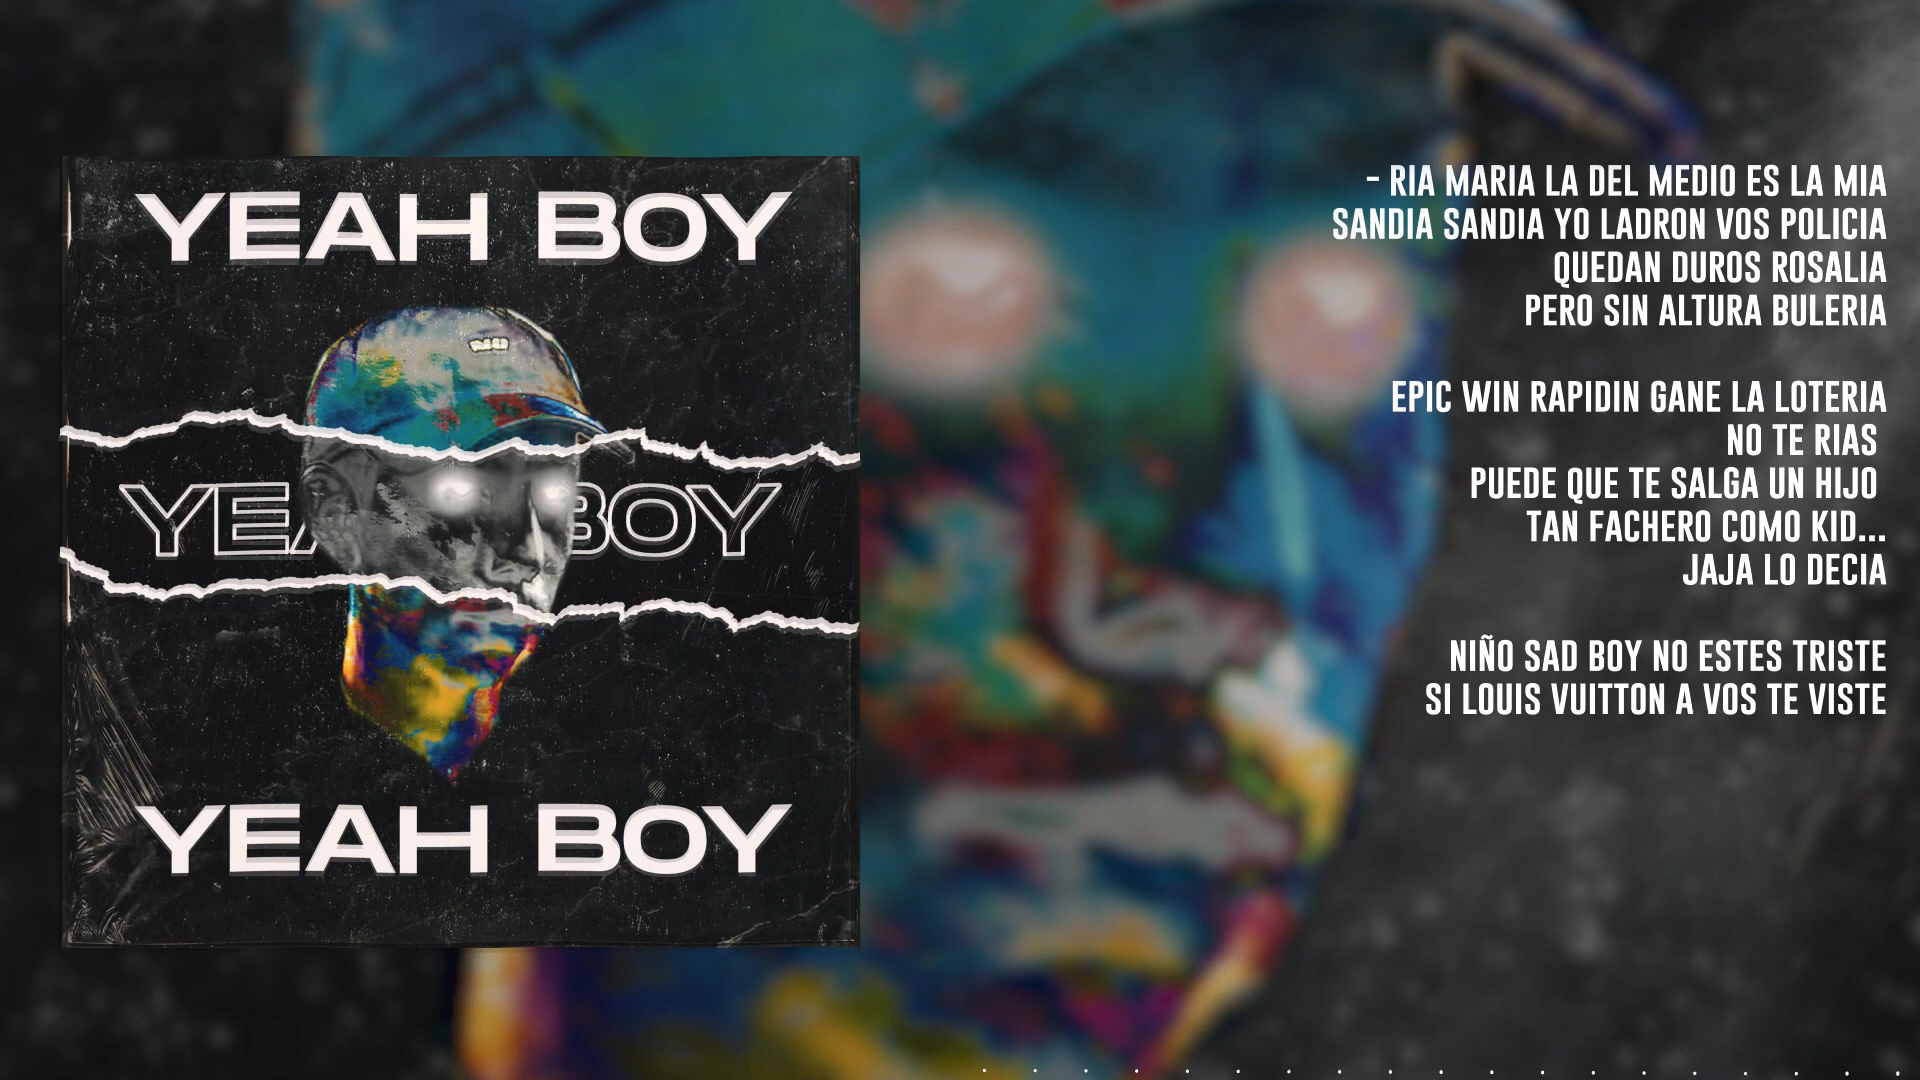 YEAH BOY
YEAH BOY
YEAH BOY
- RIA MARIA LA DEL MEDIO ES LA MIA
SANDIA SANDIA YO LADRON VOS POLICIA
QUEDAN DUROS ROSALIA
PERO SIN ALTURA BULERIA
EPIC WIN RAPIDIN GANE LA LOTERIA
NO TE RIAS
PUEDE QUE TE SALGA UN HIJO
TAN FACHERO COMO KID...
JAJA LO DECIA
NIÑO SAD BOY NO ESTES TRISTE
SI LOUIS VUITTON A VOS TE VISTE